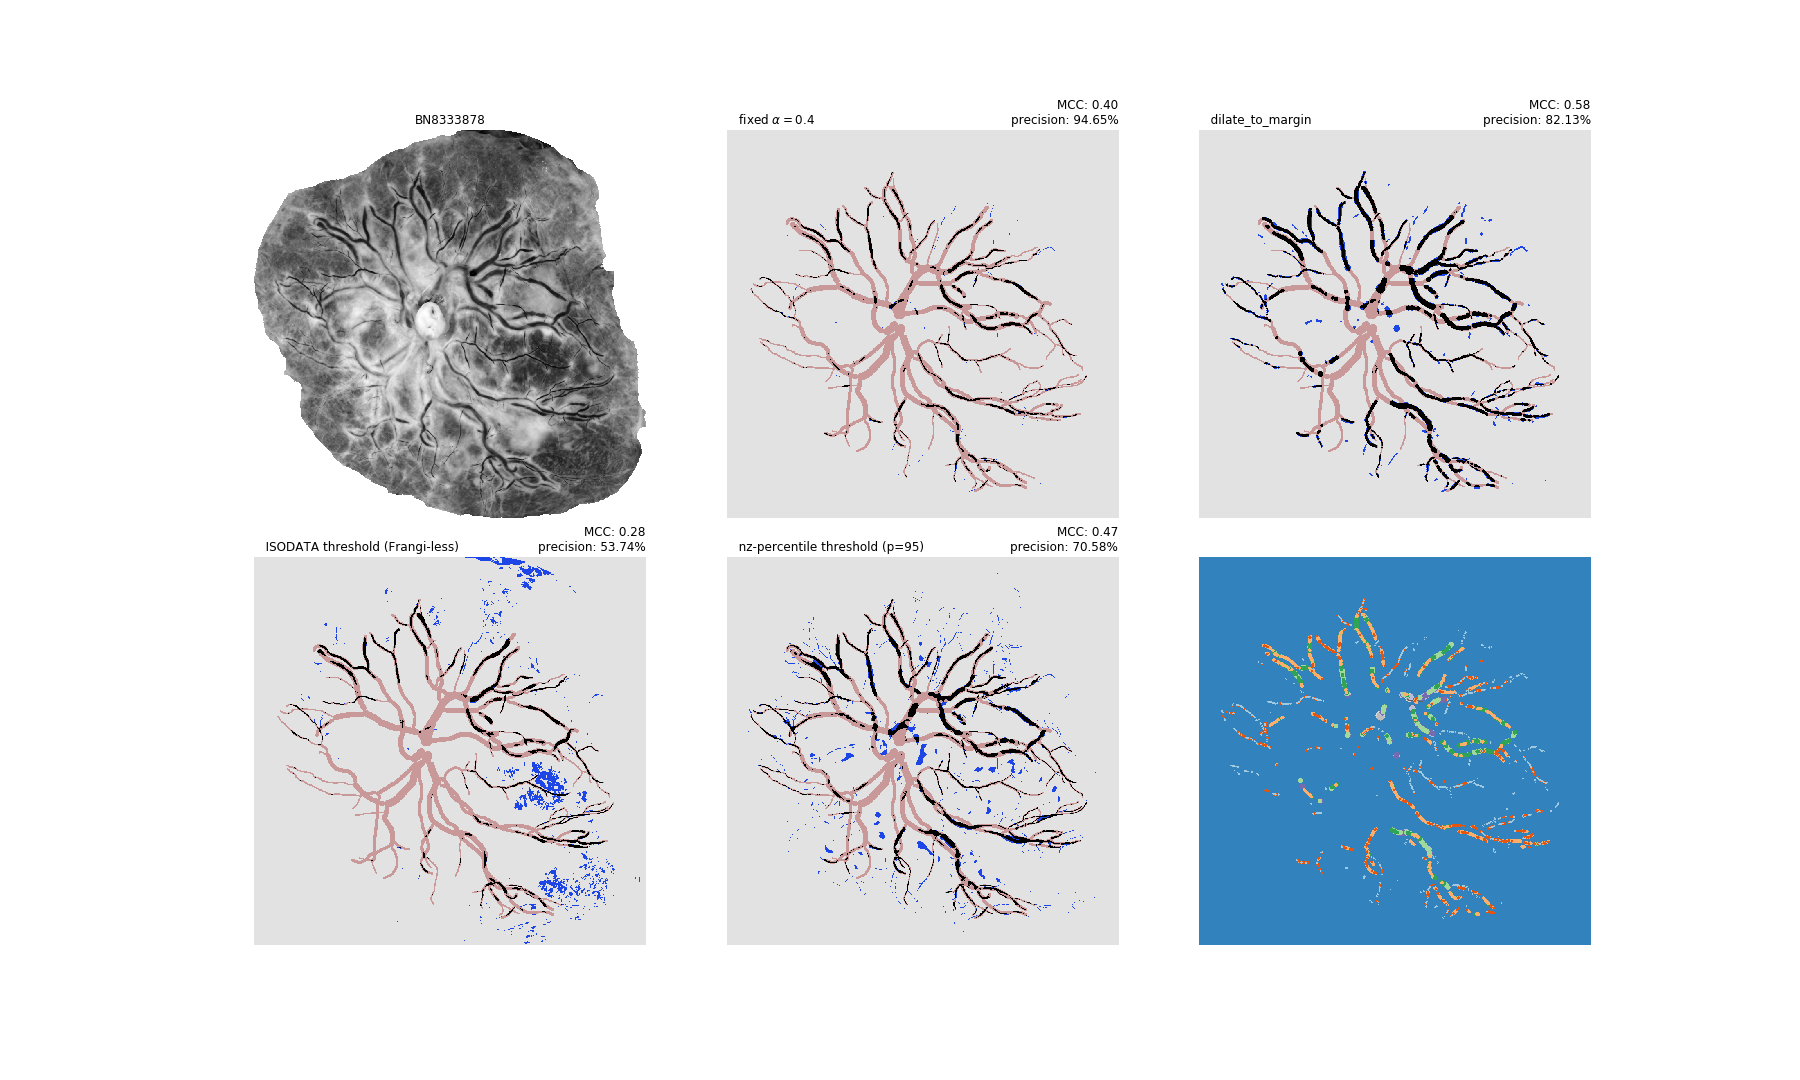 BN8333878
MCC: 0.40
fixed α = 0.4 precision: 94.65%
MCC: 0.58
dilate_to_margin precision: 82.13%
MCC: 0.28
ISODATA threshold (Frangi-less) precision: 53.74%
MCC: 0.47
nz-percentile threshold (p=95) precision: 70.58%